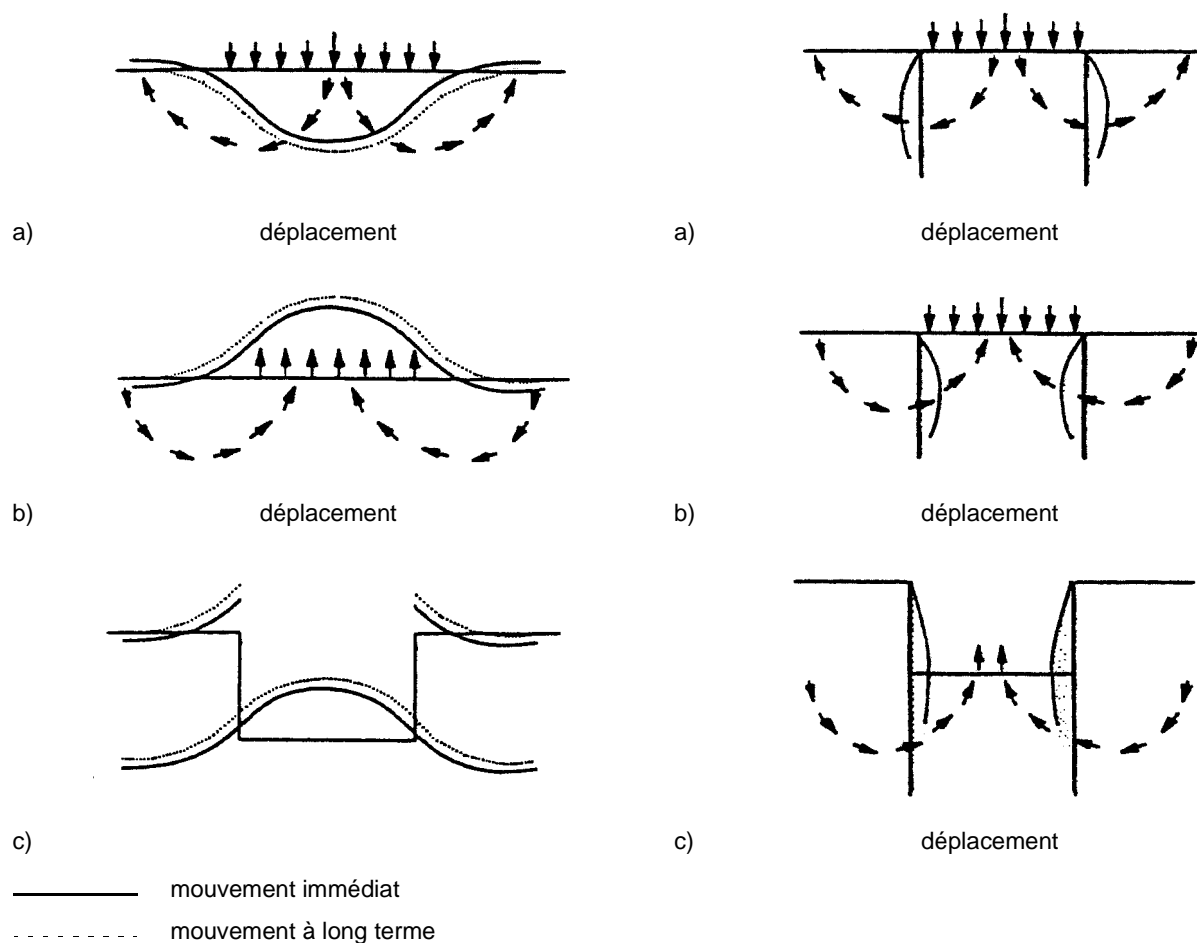 a) déplacement
a) déplacement
b) déplacement
b) déplacement
c)
c) déplacement
mouvement immédiat
mouvement à long terme